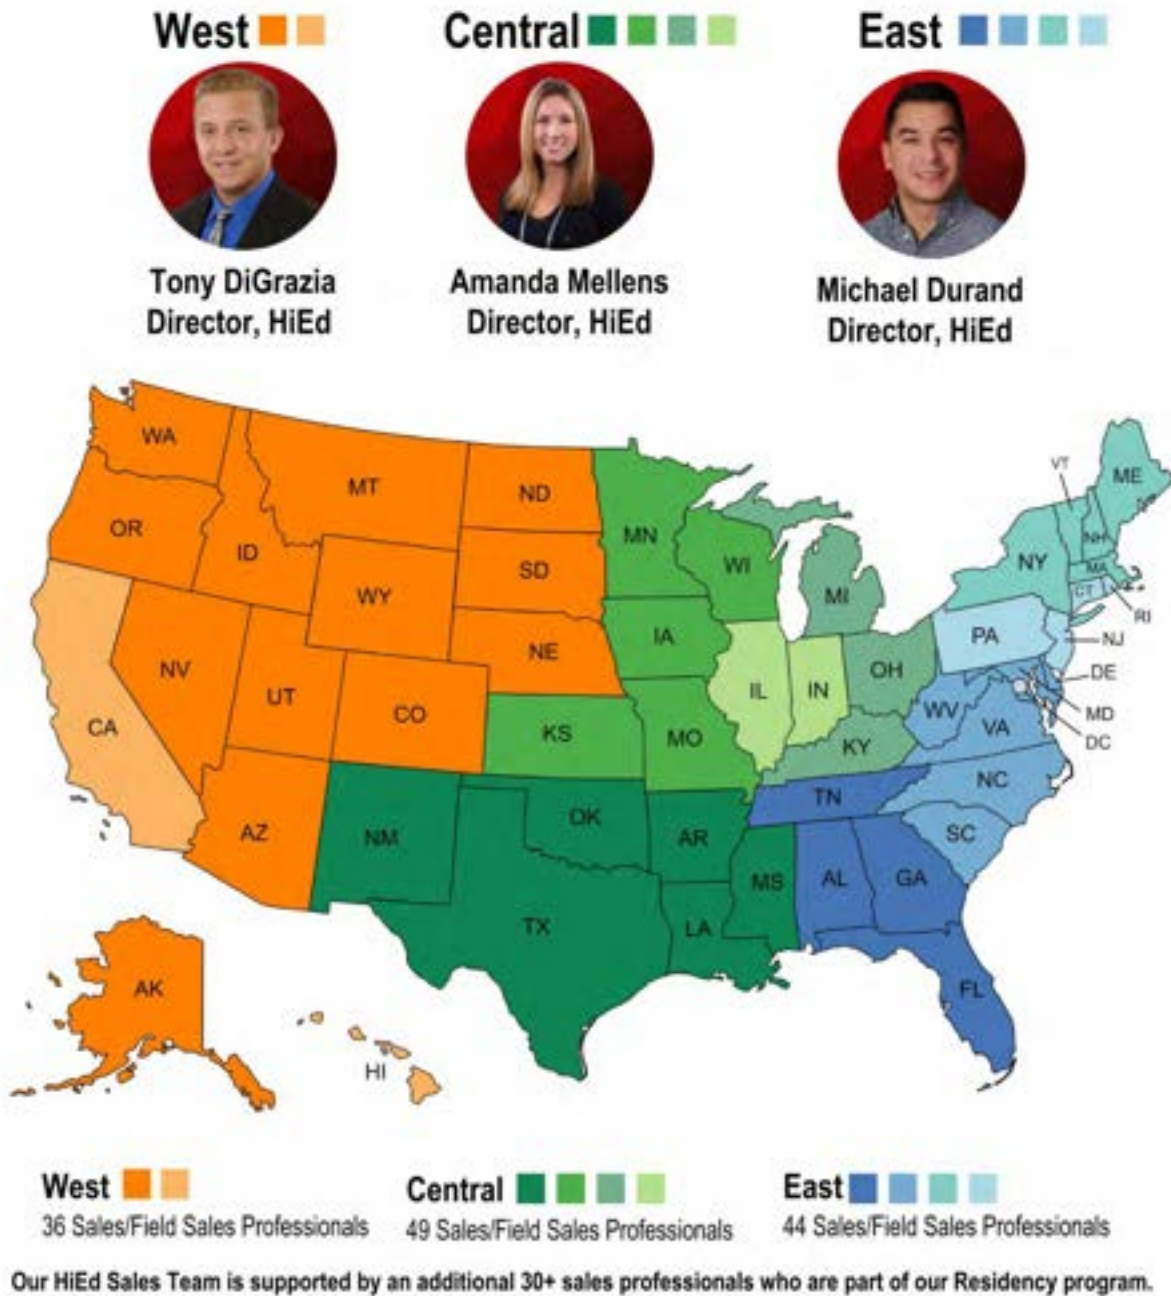 West
Central
East
Tony DiGrazia
Director, HiEd
Amanda Mellens
Director, HiEd
Michael Durand
Director, HiEd
WA
MT
ND
MN
VT
ME
OR
ID
SD
WI
NY
NH
WY
MI
MA
CT
RI
NV
NE
IA
PA
NJ
UT
CO
IL
IN
OH
DE
CA
KS
MO
WV
MD
KY
VA
DC
AZ
NM
OK
TN
NC
AR
SC
TX
MS
AL
GA
LA
AK
FL
HI
West
36 Sales/Field Sales Professionals
Central
49 Sales/Field Sales Professionals
East
44 Sales/Field Sales Professionals
Our HiEd Sales Team is supported by an additional 30+ sales professionals who are part of our Residency program.